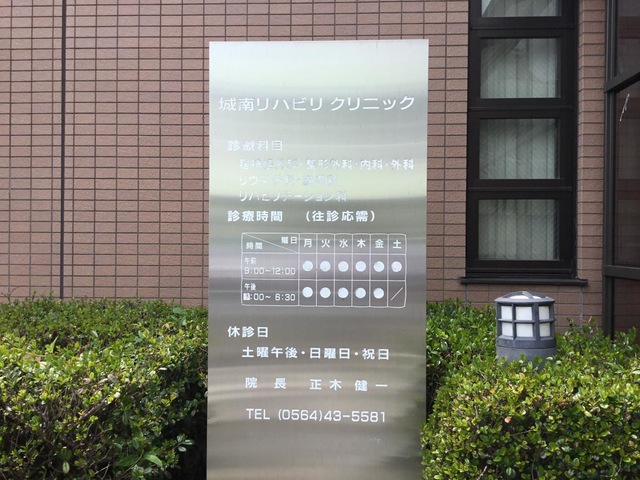 城南リハビリ クリニック
診療科目
整形外科・内科・外科
リハビリテーション科
診療時間 (往診応需)
時間 曜日 月 火 水 木 金 土
午前 9:00~12:00 ● ● ● ● ● ●
午後 :00~6:30 ● ● ● ● ● /
休診日
土曜午後・日曜日・祝日
院長 正木健一
TEL (0564)43-5581